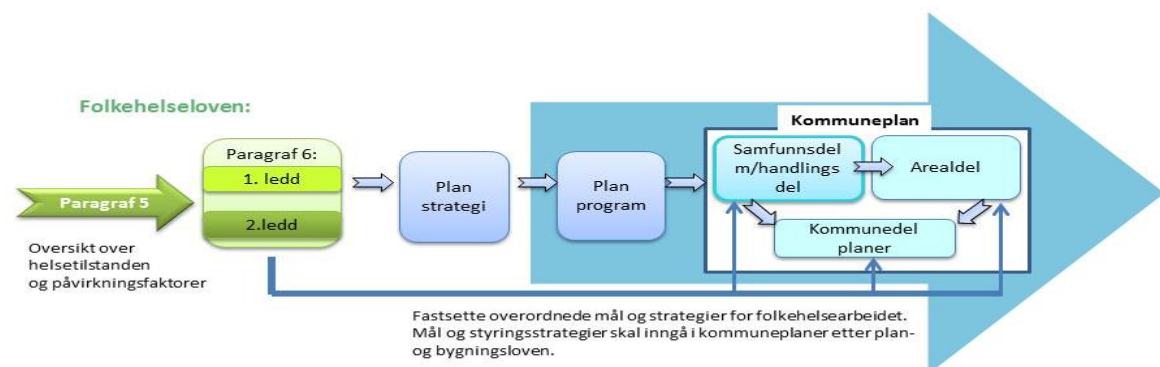 Folkehelseloven:
Paragraf 5
Oversikt over
helsetilstanden
og påvirkningsfaktorer
Paragraf 6:
1. ledd
2.ledd
Plan
strategi
Plan
program
Kommuneplan
Samfunnsdel
m/handlings
del
Arealdel
Kommunedel
planer
Fastsette overordnede mål og strategier for folkehelsearbeidet.
Mål og styringsstrategier skal inngå i kommuneplaner etter plan-
og bygningsloven.